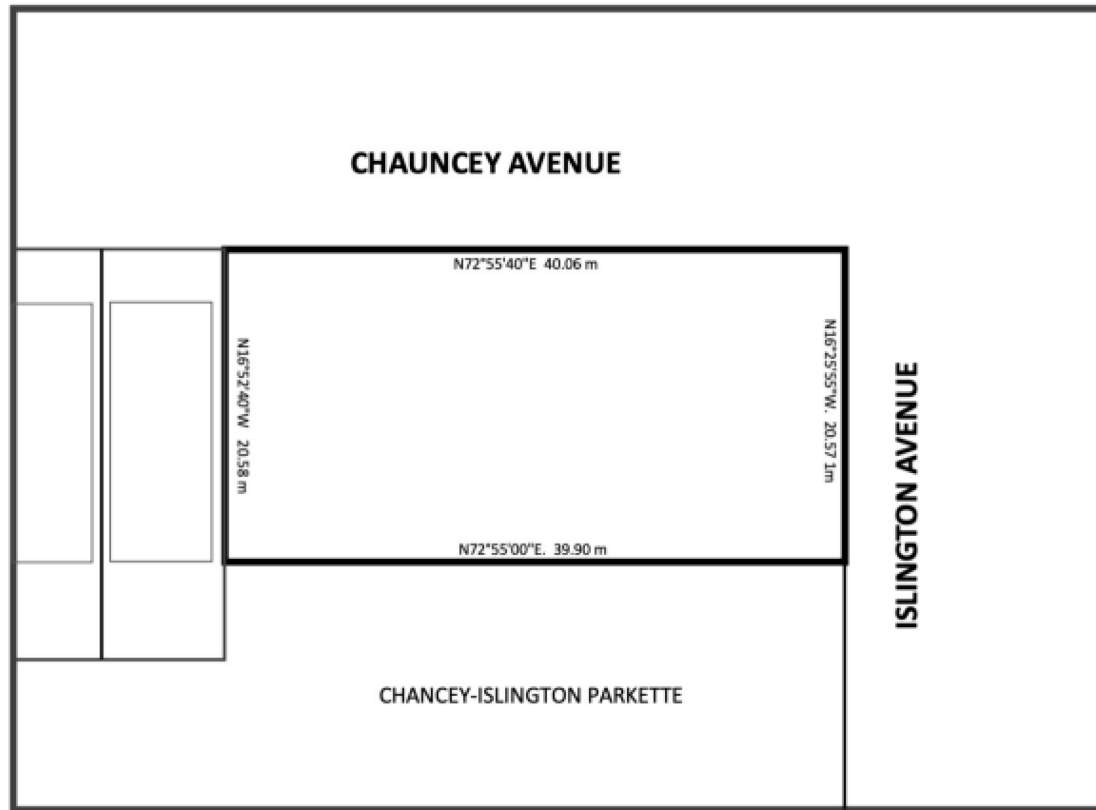 CHAUNCEY AVENUE
N72°55'40"E 40.06 m
N16°52'40"W 20.58 m
N16°25'55"W. 20.57 1m
ISLINGTON AVENUE
N72°55'00"E. 39.90 m
CHANCEY-ISLINGTON PARKETTE